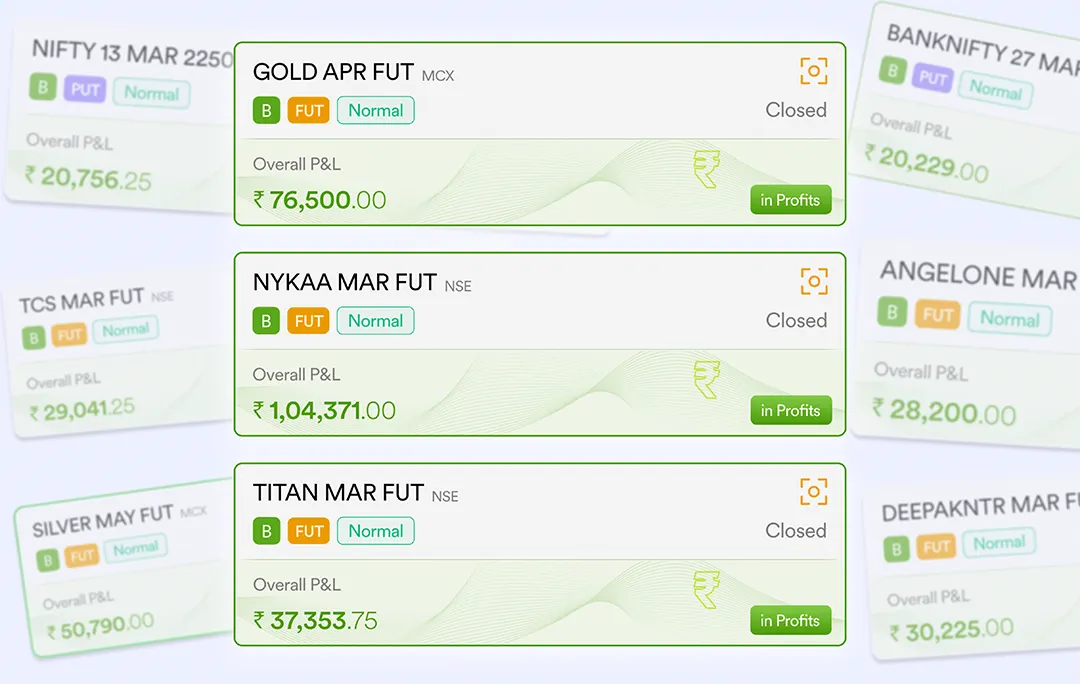 NIFTY 13 MAR 2250
B PUT Normal
Overall P&L
₹ 20,756.25
TCS MAR FUT NSE
B FUT Normal
Overall P&L
₹ 29,041.25
SILVER MAY FUT MCX
B FUT Normal
Overall P&L
₹ 50,790.00
GOLD APR FUT MCX
B FUT Normal
Closed
Overall P&L
₹ 76,500.00
in Profits
NYKAA MAR FUT NSE
B FUT Normal
Closed
Overall P&L
₹ 1,04,371.00
in Profits
TITAN MAR FUT NSE
B FUT Normal
Closed
Overall P&L
₹ 37,353.75
in Profits
BANKNIFTY 27 MAR
B PUT Normal
Overall P&L
₹ 20,229.00
ANGELONE MAR
B FUT Normal
Overall P&L
₹ 28,200.00
DEEPAKNTR MAR FU
B FUT Normal
Overall P&L
₹ 30,225.00